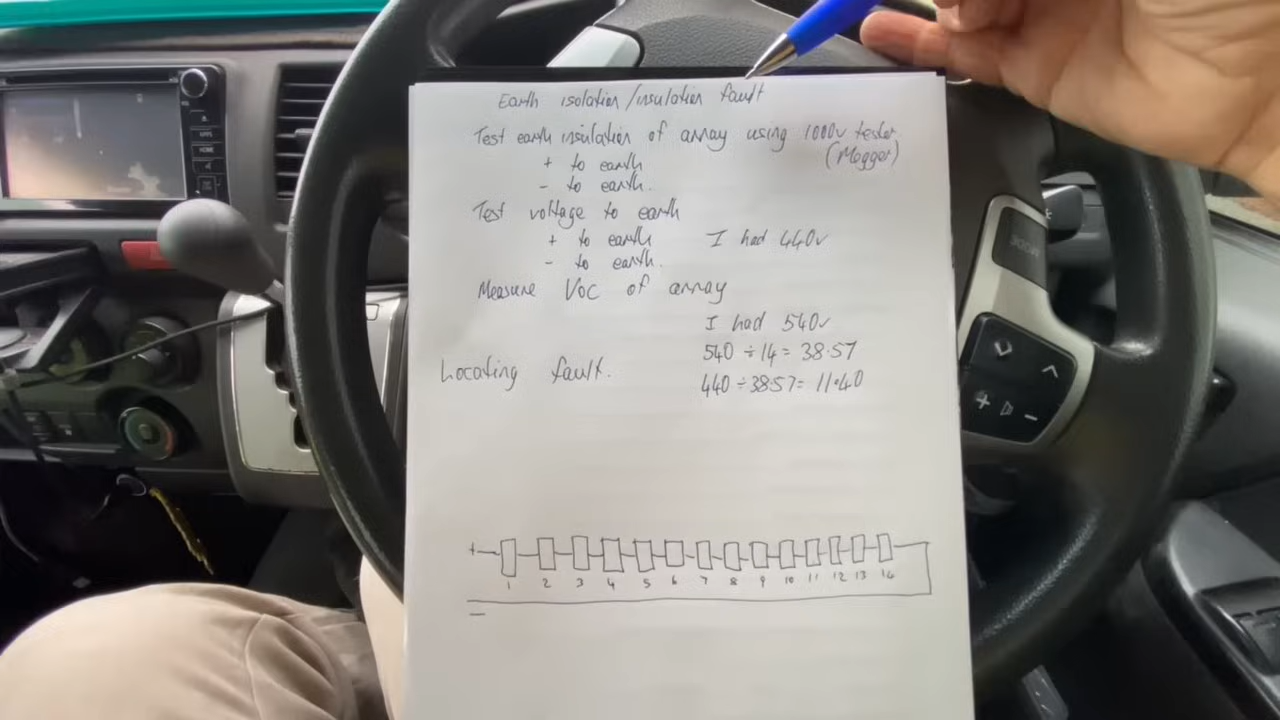 Earth isolation/insulation fault
Test earth insulation of array using 1000v tester
(Megger)
+ to earth
- to earth.
Test voltage to earth
+ to earth I had 440v
- to earth.
Measure Voc of array
I had 540v
540 ÷ 14 = 38.57
Locating fault.
440 ÷ 38.57 = 11.40
+
1 2 3 4 5 6 7 8 9 10 11 12 13 14
-
MODE
HOME